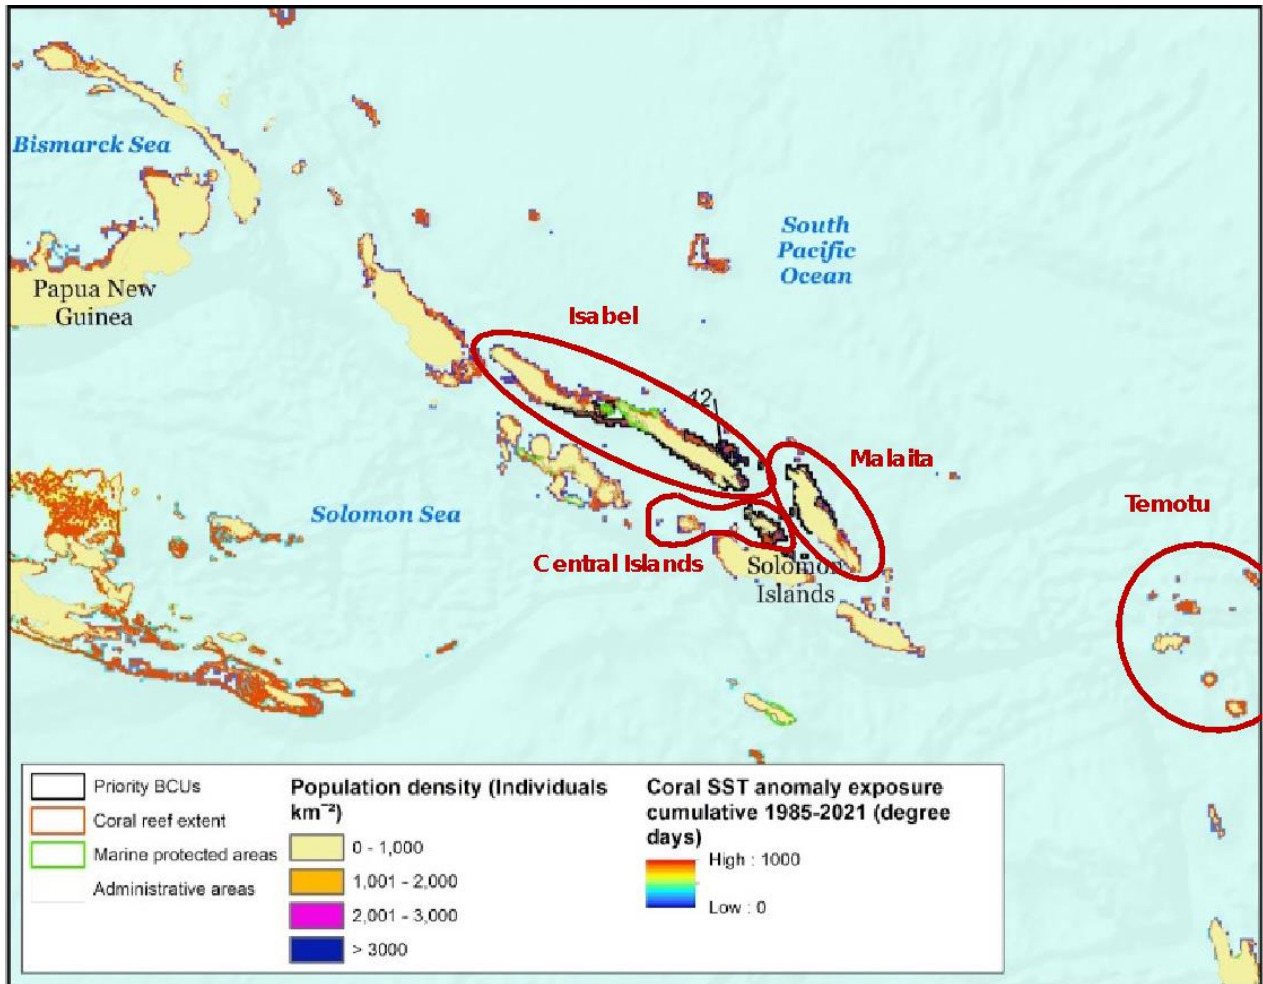 Bismarck Sea
South
Pacific
Ocean
Papua New
Guinea
Isabel
42
Malaita
Temotu
Solomon Sea
Central Islands
Solomon
Islands
Priority BCUs
Coral reef extent
Marine protected areas
Administrative areas
Population density (Individuals
km⁻²)
0 - 1,000
1,001 - 2,000
2,001 - 3,000
> 3000
Coral SST anomaly exposure
cumulative 1985-2021 (degree
days)
High : 1000
Low : 0